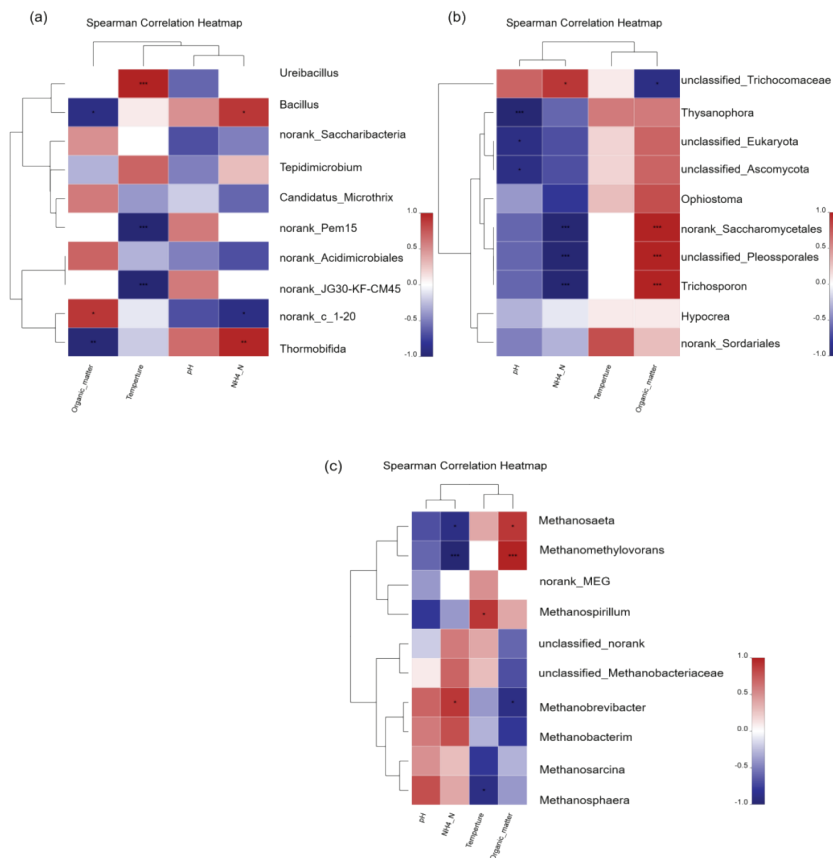 (a)
Spearman Correlation Heatmap
Ureibacillus
Bacillus
norank_Saccharibacteria
Tepidimicrobium
Candidatus_Microthrix
norank_Pem15
norank_Acidimicrobiales
norank_JG30-KF-CM45
norank_c_1-20
Thormobifida
Organic_matter
Temperture
pH
NH4_N
1.0
0.5
0.0
-0.5
-1.0
(b)
Spearman Correlation Heatmap
unclassified_Trichocomaceae
Thysanophora
unclassified_Eukaryota
unclassified_Ascomycota
Ophiostoma
norank_Saccharomycetales
unclassified_Pleossporales
Trichosporon
Hypocrea
norank_Sordariales
pH
NH4_N
Temperture
Organic_matter
1.0
0.5
0.0
-0.5
-1.0
(c)
Spearman Correlation Heatmap
Methanosaeta
Methanomethylovorans
norank_MEG
Methanospirillum
unclassified_norank
unclassified_Methanobacteriaceae
Methanobrevibacter
Methanobacterim
Methanosarcina
Methanosphaera
pH
NH4_N
Temperture
Organic_matter
1.0
0.5
0.0
-0.5
-1.0